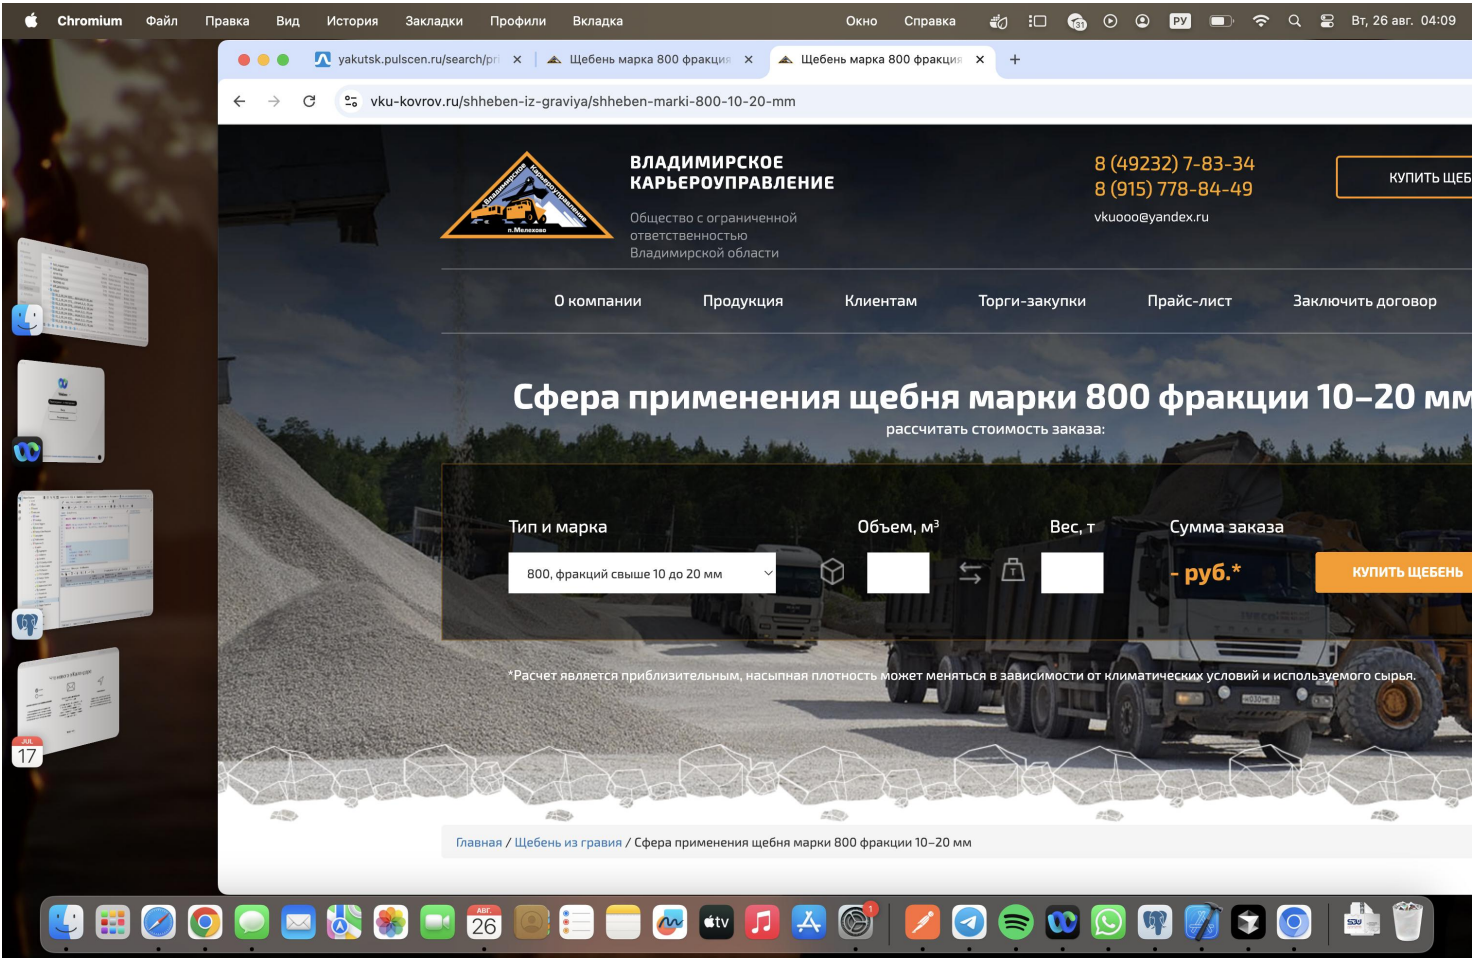 Chromium Файл Правка Вид История Закладки Профили Вкладка Окно Справка РУ Вт, 26 авг. 04:09
yakutsk.pulscen.ru/search/pri Щебень марка 800 фракция Щебень марка 800 фракция
vku-kovrov.ru/shheben-iz-graviya/shheben-marki-800-10-20-mm
Владимирское Карьероуправление
п.Мелехово
ВЛАДИМИРСКОЕ
КАРЬЕРОУПРАВЛЕНИЕ
Общество с ограниченной
ответственностью
Владимирской области
8 (49232) 7-83-34
8 (915) 778-84-49
vkuooo@yandex.ru
КУПИТЬ ЩЕБ
О компании Продукция Клиентам Торги-закупки Прайс-лист Заключить договор
Сфера применения щебня марки 800 фракции 10–20 мм
рассчитать стоимость заказа:
Тип и марка Объем, м³ Вес, т Сумма заказа
800, фракций свыше 10 до 20 мм - руб.* КУПИТЬ ЩЕБЕНЬ
*Расчет является приблизительным, насыпная плотность может меняться в зависимости от климатических условий и используемого сырья.
Главная / Щебень из гравия / Сфера применения щебня марки 800 фракции 10–20 мм
JUL
17
АВГ.
26
tv
1